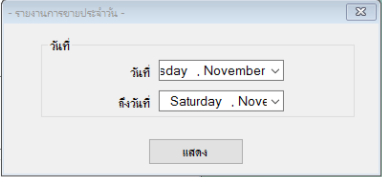 - รายงานการขายประจำวัน -
วันที่
วันที่ sday , November
ถึงวันที่ Saturday , Nove
แสดง